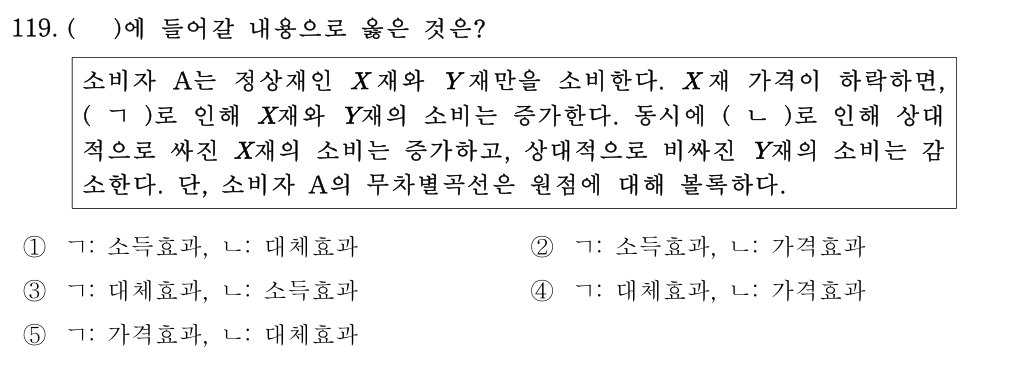 119. (    )에 들어갈 내용으로 옳은 것은?
소비자 A는 정상재인 X재와 Y재만을 소비한다. X재 가격이 하락하면,
( ㄱ )로 인해 X재와 Y재의 소비는 증가한다. 동시에 ( ㄴ )로 인해 상대
적으로 싸진 X재의 소비는 증가하고, 상대적으로 비싸진 Y재의 소비는 감
소한다. 단, 소비자 A의 무차별곡선은 원점에 대해 볼록하다.
① ㄱ: 소득효과, ㄴ: 대체효과 ② ㄱ: 소득효과, ㄴ: 가격효과
③ ㄱ: 대체효과, ㄴ: 소득효과 ④ ㄱ: 대체효과, ㄴ: 가격효과
⑤ ㄱ: 가격효과, ㄴ: 대체효과